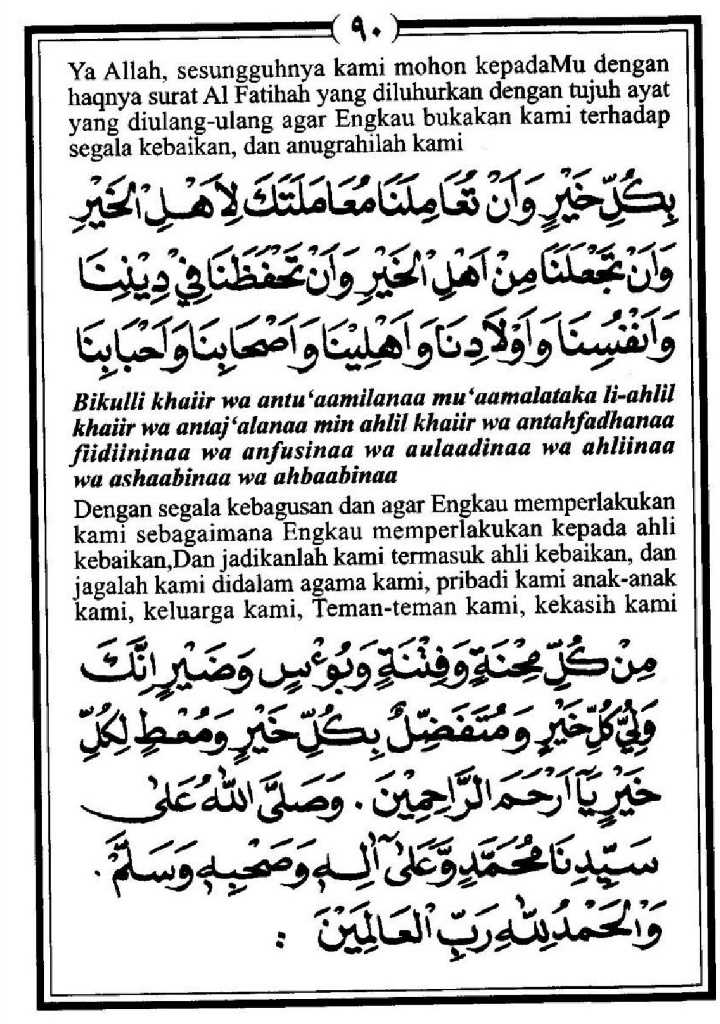 (٩٠)
Ya Allah, sesungguhnya kami mohon kepadaMu dengan
haqnya surat Al Fatihah yang diluhurkan dengan tujuh ayat
yang diulang-ulang agar Engkau bukakan kami terhadap
segala kebaikan, dan anugrahilah kami
بِكُلِّ خَيْرٍ وَاَنْ تُعَامِلَنَا مُعَامَلَتَكَ لِاَهْلِ الْخَيْرِ
وَاَنْ تَجْعَلَنَا مِنْ اَهْلِ الْخَيْرِ وَاَنْ تَحْفَظَنَا فِيْ دِيْنِنَا
وَاَنْفُسِنَا وَاَوْلَادِنَا وَاَهْلِيْنَا وَاَصْحَابِنَا وَاَحْبَابِنَا
Bikulli khaiir wa antu‘aamilanaa mu‘aamalataka li-ahlil
khaiir wa antaj‘alanaa min ahlil khaiir wa antahfadhanaa
fiidiininaa wa anfusinaa wa aulaadinaa wa ahliinaa
wa ashaabinaa wa ahbaabinaa
Dengan segala kebagusan dan agar Engkau memperlakukan
kami sebagaimana Engkau memperlakukan kepada ahli
kebaikan,Dan jadikanlah kami termasuk ahli kebaikan, dan
jagalah kami didalam agama kami, pribadi kami anak-anak
kami, keluarga kami, Teman-teman kami, kekasih kami
مِنْ كُلِّ مِحْنَةٍ وَفِتْنَةٍ وَبُؤْسٍ وَضَيْرٍ اِنَّكَ
وَلِيُّ كُلِّ خَيْرٍ وَمُتَفَضِّلٌ بِكُلِّ خَيْرٍ وَمُعْطٍ لِكُلِّ
خَيْرٍ يَآ اَرْحَمَ الرَّاحِمِيْنَ . وَصَلَّى اللهُ عَلٰى
سَيِّدِنَا مُحَمَّدٍ وَّعَلٰىٓ اٰلِهٖ وَصَحْبِهٖ وَسَلَّمَ .
وَالْحَمْدُ لِلّٰهِ رَبِّ الْعَالَمِيْنَ :